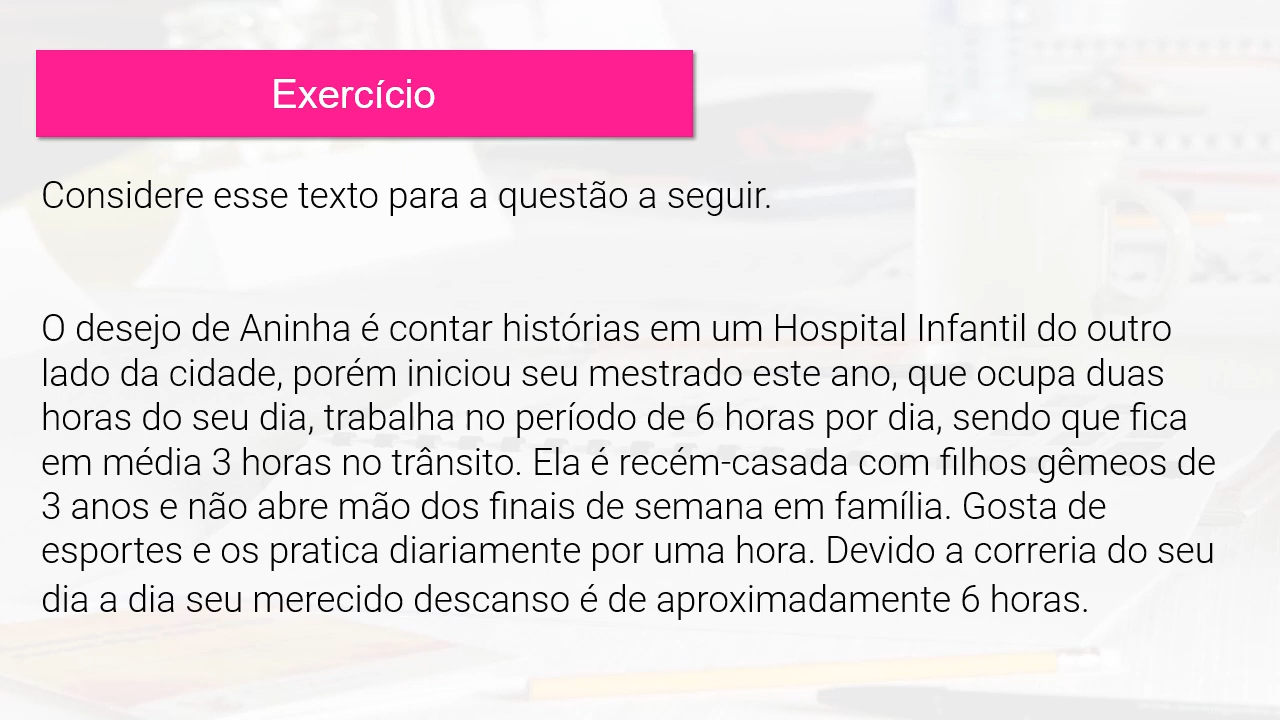 Exercício
Considere esse texto para a questão a seguir.
O desejo de Aninha é contar histórias em um Hospital Infantil do outro
lado da cidade, porém iniciou seu mestrado este ano, que ocupa duas
horas do seu dia, trabalha no período de 6 horas por dia, sendo que fica
em média 3 horas no trânsito. Ela é recém-casada com filhos gêmeos de
3 anos e não abre mão dos finais de semana em família. Gosta de
esportes e os pratica diariamente por uma hora. Devido a correria do seu
dia a dia seu merecido descanso é de aproximadamente 6 horas.